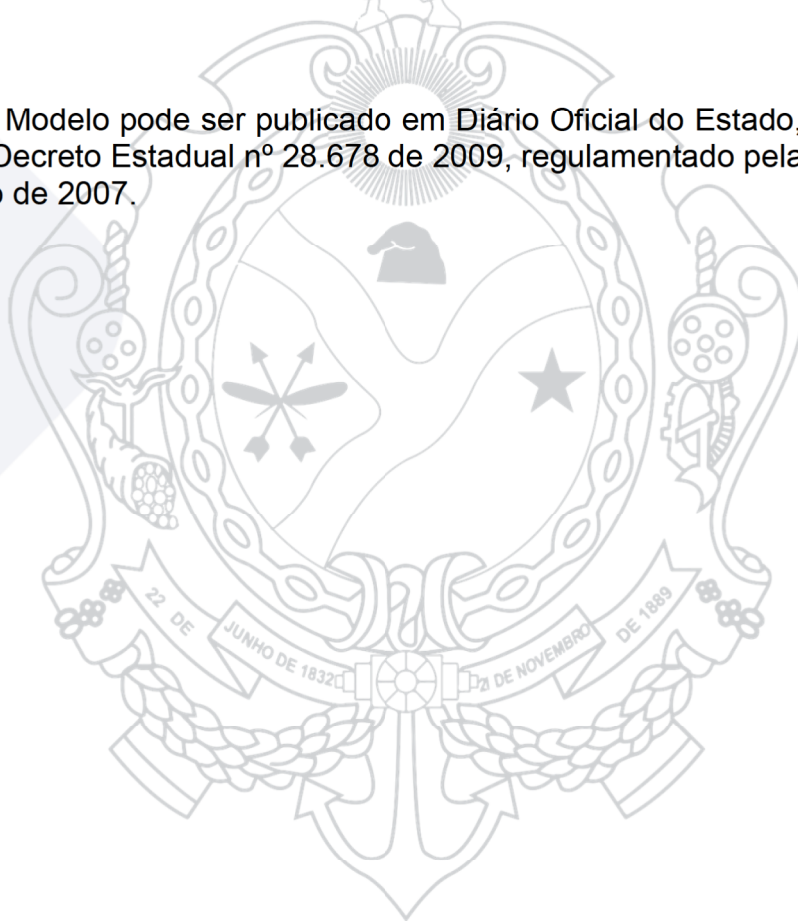 Modelo pode ser publicado em Diário Oficial do Estado,
Decreto Estadual nº 28.678 de 2009, regulamentado pela
de 2007.
22 DE
JUNHO DE 1832
21 DE NOVEMBRO
DE 1889